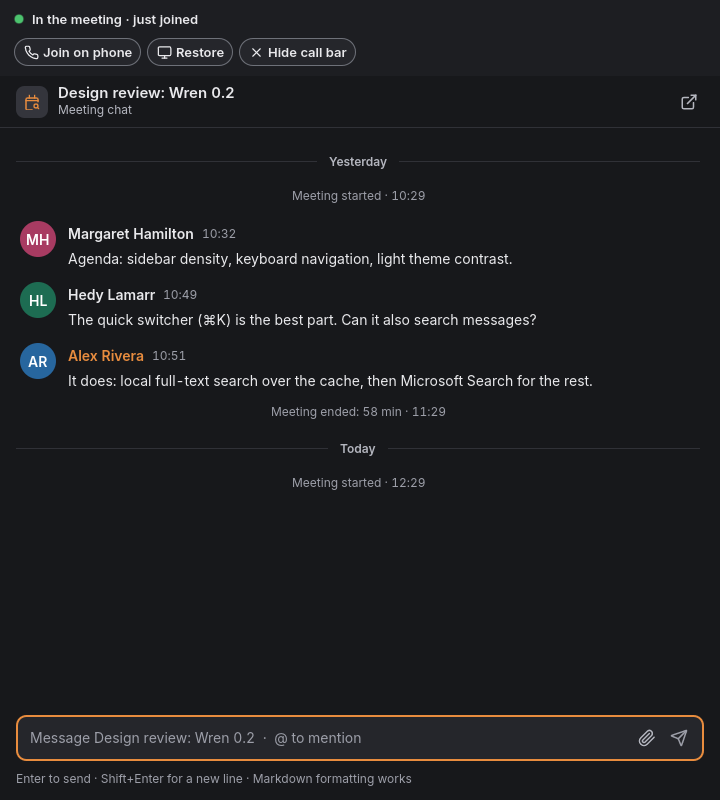 In the meeting · just joined
Join on phone
Restore
Hide call bar
Design review: Wren 0.2
Meeting chat
Yesterday
Meeting started · 10:29
MH
Margaret Hamilton 10:32
Agenda: sidebar density, keyboard navigation, light theme contrast.
HL
Hedy Lamarr 10:49
The quick switcher (⌘K) is the best part. Can it also search messages?
AR
Alex Rivera 10:51
It does: local full-text search over the cache, then Microsoft Search for the rest.
Meeting ended: 58 min · 11:29
Today
Meeting started · 12:29
Message Design review: Wren 0.2 · @ to mention
Enter to send · Shift+Enter for a new line · Markdown formatting works